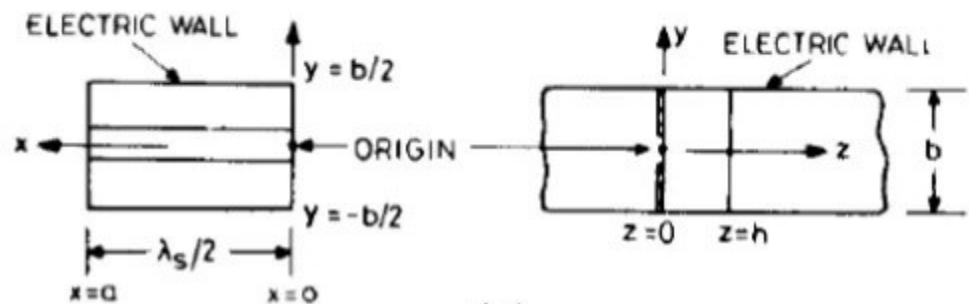 ELECTRIC WALL
y = b/2
x
y = -b/2
λs/2
x=a
x=0
ORIGIN
y
ELECTRIC WALL
z
b
z=0
z=h